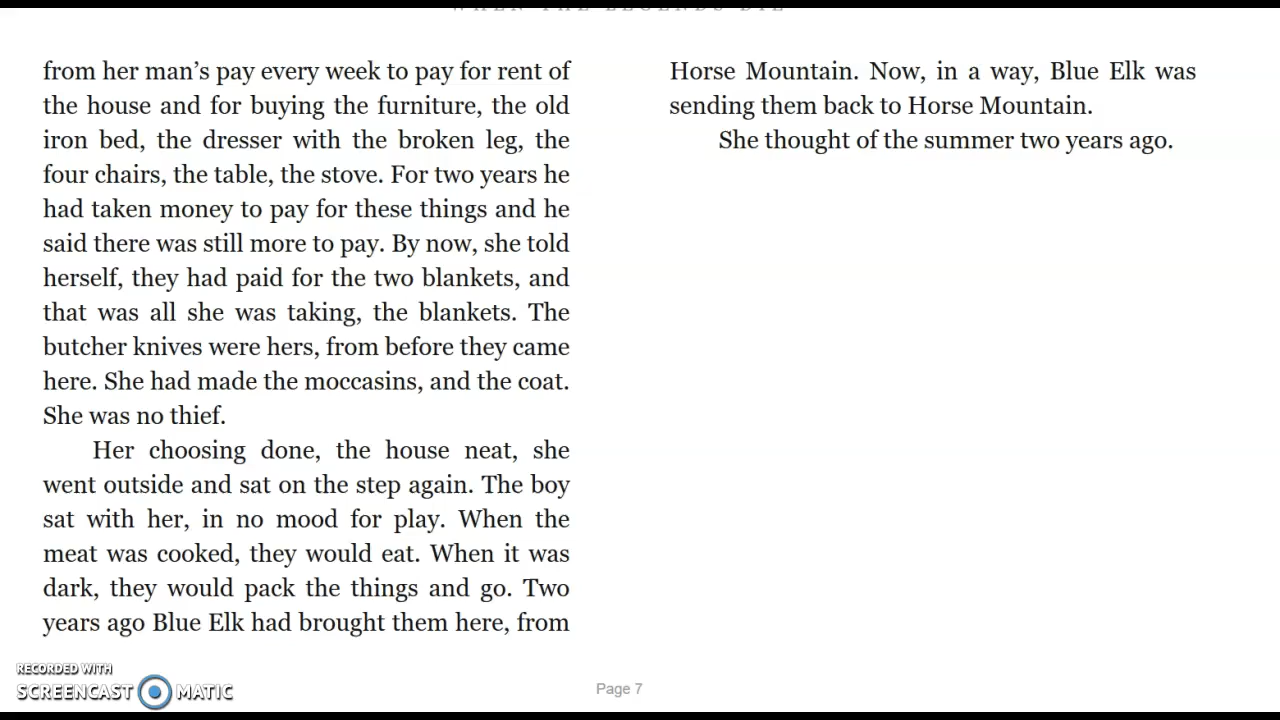 WHEN THE LEGENDS DIE
from her man’s pay every week to pay for rent of
the house and for buying the furniture, the old
iron bed, the dresser with the broken leg, the
four chairs, the table, the stove. For two years he
had taken money to pay for these things and he
said there was still more to pay. By now, she told
herself, they had paid for the two blankets, and
that was all she was taking, the blankets. The
butcher knives were hers, from before they came
here. She had made the moccasins, and the coat.
She was no thief.
Her choosing done, the house neat, she
went outside and sat on the step again. The boy
sat with her, in no mood for play. When the
meat was cooked, they would eat. When it was
dark, they would pack the things and go. Two
years ago Blue Elk had brought them here, from
Horse Mountain. Now, in a way, Blue Elk was
sending them back to Horse Mountain.
She thought of the summer two years ago.
RECORDED WITH
SCREENCAST MATIC
Page 7